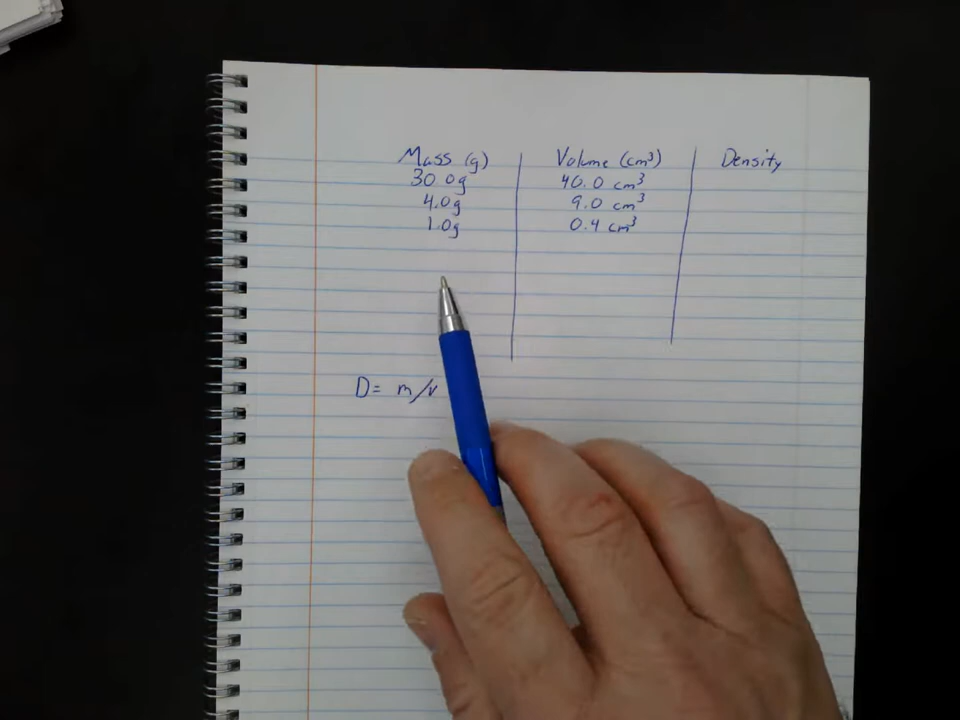 Mass (g) Volume (cm³) Density
30.0g 40.0 cm³
4.0g 9.0 cm³
1.0g 0.4 cm³
D= m/v